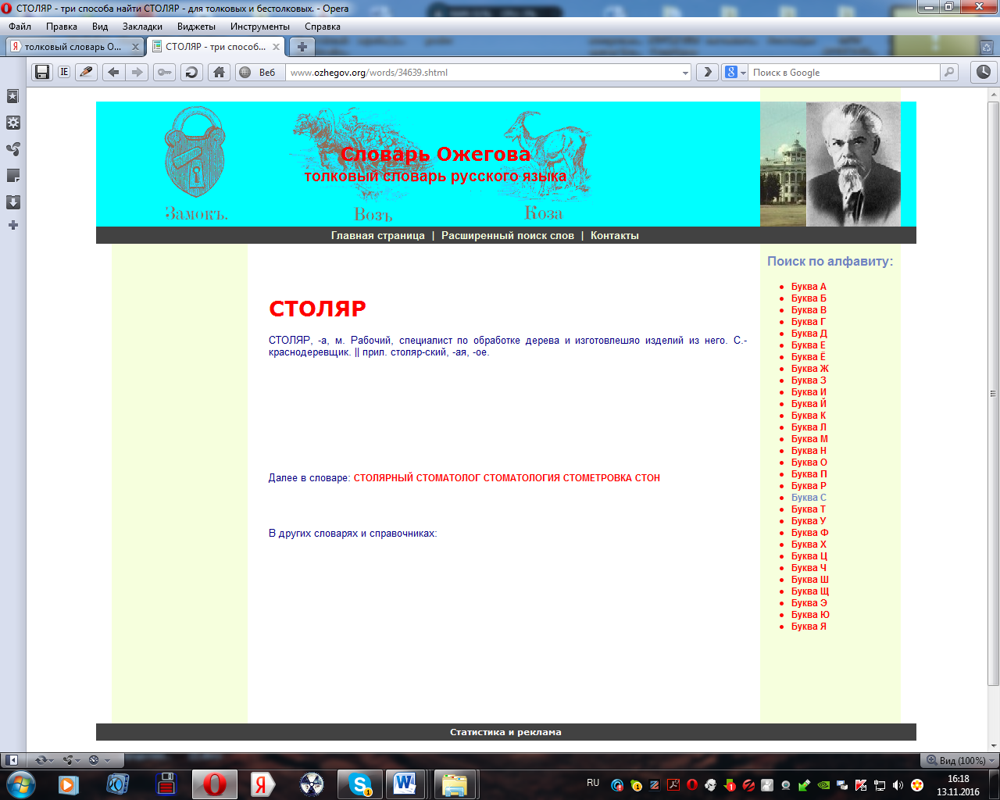 СТОЛЯР - три способа найти СТОЛЯР - для толковых и бестолковых. - Opera
Файл Правка Вид Закладки Виджеты Инструменты Справка
толковый словарь О... СТОЛЯР - три способ...
IE Веб www.ozhegov.org/words/34639.shtml Поиск в Google
Словарь Ожегова
толковый словарь русского языка
Замокъ. Возъ Коза
Главная страница | Расширенный поиск слов | Контакты
Поиск по алфавиту:
СТОЛЯР
СТОЛЯР, -а, м. Рабочий, специалист по обработке дерева и изготовлешяо изделий из него. С.-
краснодеревщик. || прил. столяр-ский, -ая, -ое.
Далее в словаре: СТОЛЯРНЫЙ СТОМАТОЛОГ СТОМАТОЛОГИЯ СТОМЕТРОВКА СТОН
В других словарях и справочниках:
Буква А
Буква Б
Буква В
Буква Г
Буква Д
Буква Е
Буква Ё
Буква Ж
Буква З
Буква И
Буква Й
Буква К
Буква Л
Буква М
Буква Н
Буква О
Буква П
Буква Р
Буква С
Буква Т
Буква У
Буква Ф
Буква Х
Буква Ц
Буква Ч
Буква Ш
Буква Щ
Буква Э
Буква Ю
Буква Я
Статистика и реклама
Вид (100%)
RU 16:18
13.11.2016